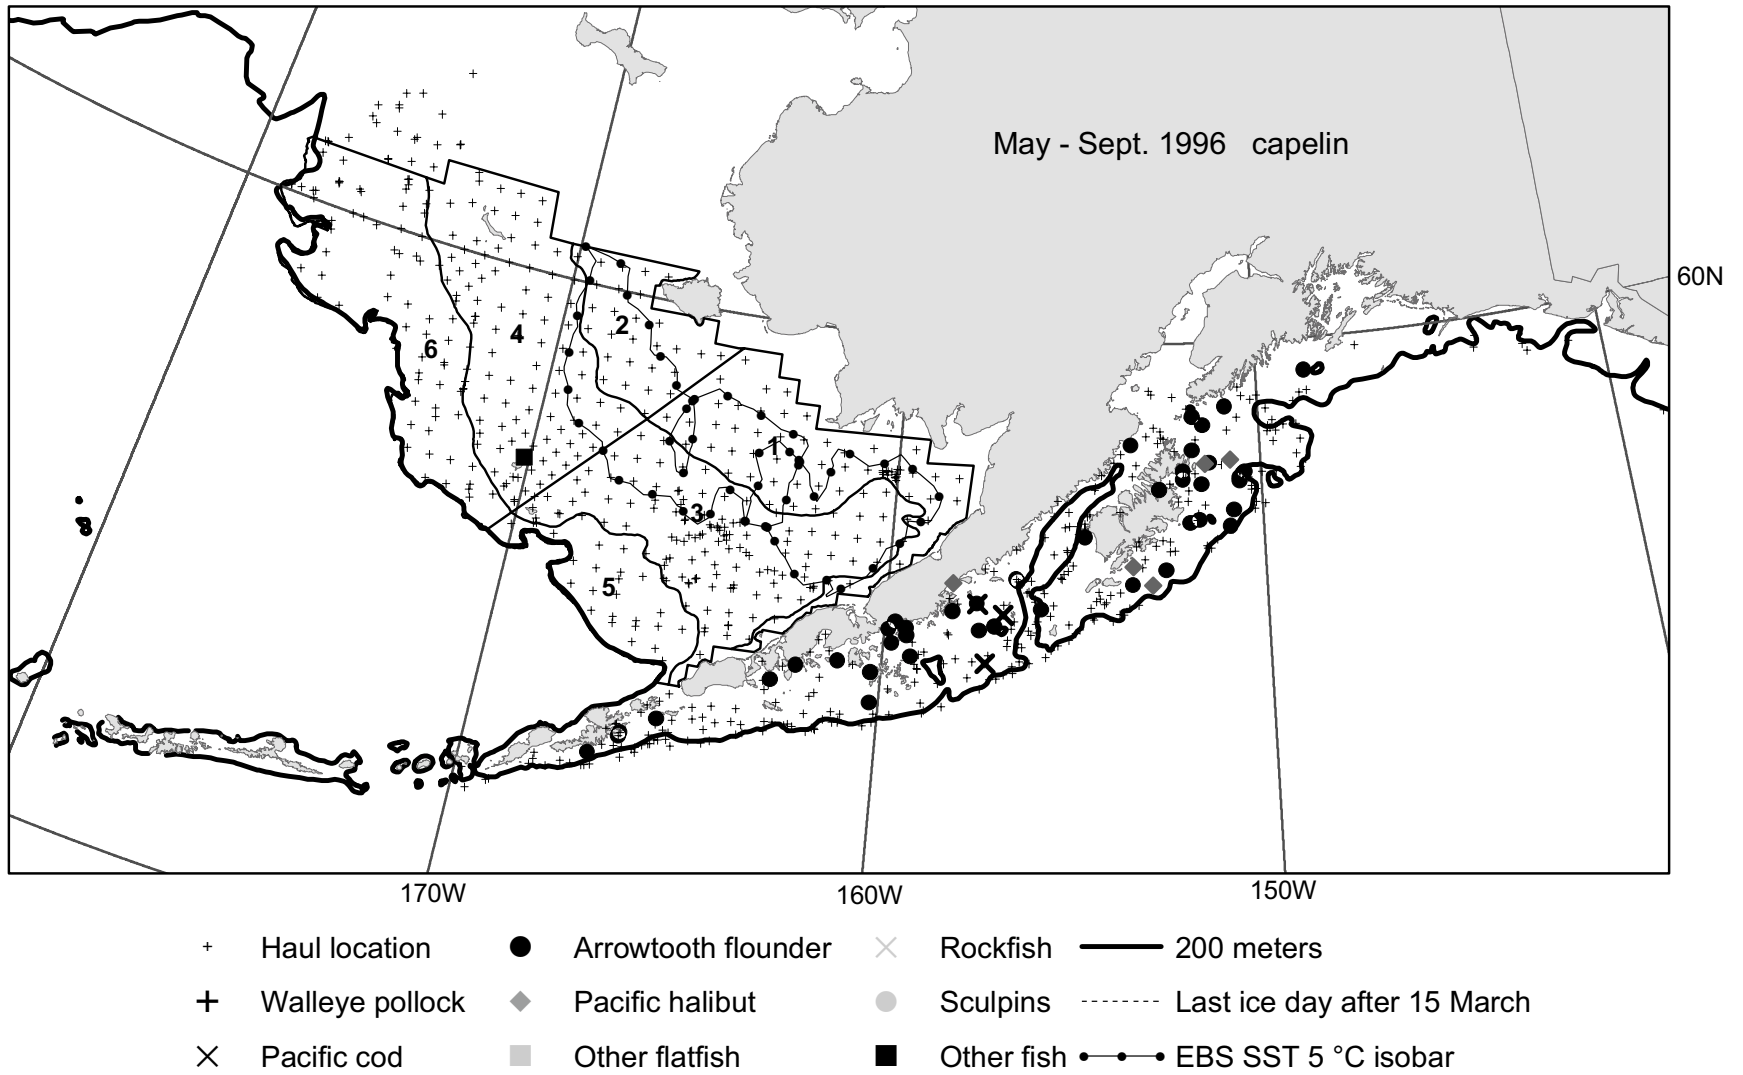 May - Sept. 1996 capelin
60N
2
4
6
1
3
5
170W
160W
150W
Haul location
Arrowtooth flounder
Rockfish
200 meters
Walleye pollock
Pacific halibut
Sculpins
Last ice day after 15 March
Pacific cod
Other flatfish
Other fish
EBS SST 5 °C isobar